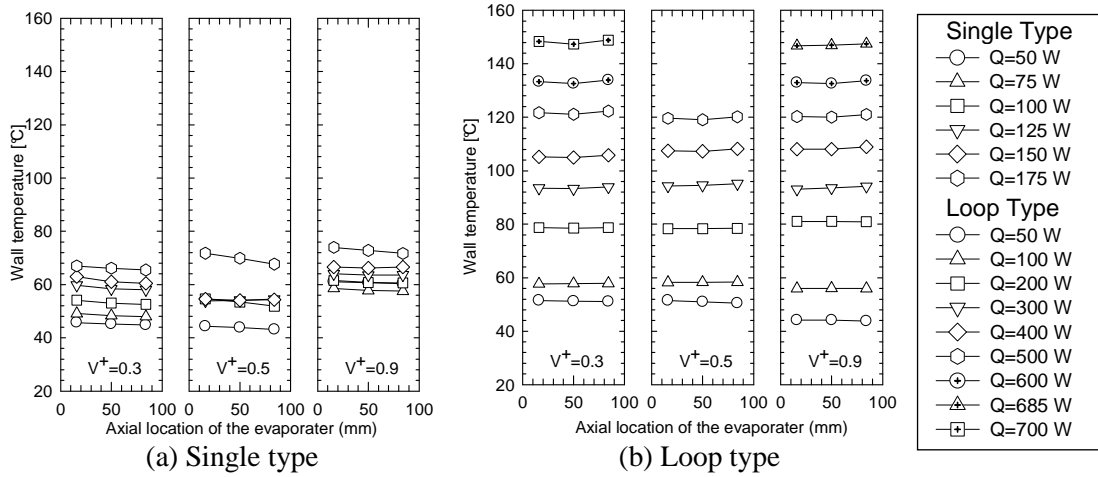 160
140
120
100
80
60
40
20
Wall temperature [℃]
V+=0.3
V+=0.5
V+=0.9
0 50 100 0 50 100 0 50 100
Axial location of the evaporater (mm)
(a) Single type
160
140
120
100
80
60
40
20
Wall temperature [℃]
V+=0.3
V+=0.5
V+=0.9
0 50 100 0 50 100 0 50 100
Axial location of the evaporater (mm)
(b) Loop type
Single Type
Q=50 W
Q=75 W
Q=100 W
Q=125 W
Q=150 W
Q=175 W
Loop Type
Q=50 W
Q=100 W
Q=200 W
Q=300 W
Q=400 W
Q=500 W
Q=600 W
Q=685 W
Q=700 W